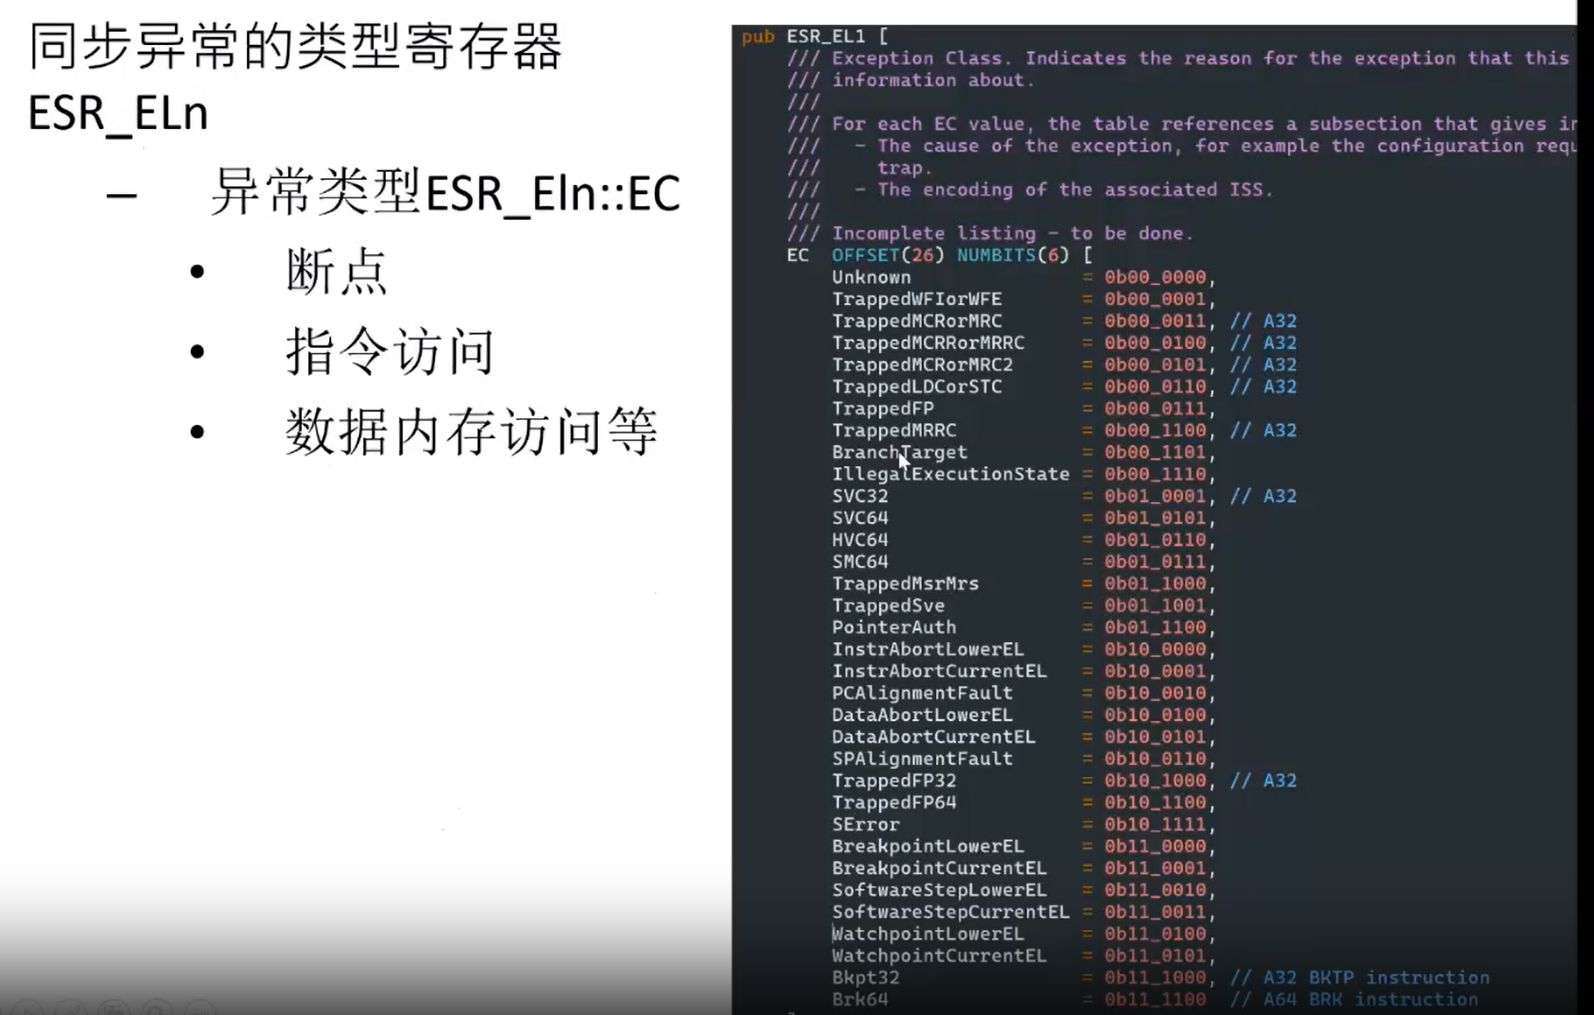 同步异常的类型寄存器
ESR_ELn
– 异常类型ESR_Eln::EC
• 断点
• 指令访问
• 数据内存访问等
pub ESR_EL1 [
/// Exception Class. Indicates the reason for the exception that this
/// information about.
///
/// For each EC value, the table references a subsection that gives
/// - The cause of the exception, for example the configuration
/// trap.
/// - The encoding of the associated ISS.
///
/// Incomplete listing - to be done.
EC OFFSET(26) NUMBITS(6) [
Unknown = 0b00_0000,
TrappedWFIorWFE = 0b00_0001,
TrappedMCRorMRC = 0b00_0011, // A32
TrappedMCRRorMRRC = 0b00_0100, // A32
TrappedMCRorMRC2 = 0b00_0101, // A32
TrappedLDCorSTC = 0b00_0110, // A32
TrappedFP = 0b00_0111,
TrappedMRRC = 0b00_1100, // A32
BranchTarget = 0b00_1101,
IllegalExecutionState = 0b00_1110,
SVC32 = 0b01_0001, // A32
SVC64 = 0b01_0101,
HVC64 = 0b01_0110,
SMC64 = 0b01_0111,
TrappedMsrMrs = 0b01_1000,
TrappedSve = 0b01_1001,
PointerAuth = 0b01_1100,
InstrAbortLowerEL = 0b10_0000,
InstrAbortCurrentEL = 0b10_0001,
PCAlignmentFault = 0b10_0010,
DataAbortLowerEL = 0b10_0100,
DataAbortCurrentEL = 0b10_0101,
SPAlignmentFault = 0b10_0110,
TrappedFP32 = 0b10_1000, // A32
TrappedFP64 = 0b10_1100,
SError = 0b10_1111,
BreakpointLowerEL = 0b11_0000,
BreakpointCurrentEL = 0b11_0001,
SoftwareStepLowerEL = 0b11_0010,
SoftwareStepCurrentEL = 0b11_0011,
WatchpointLowerEL = 0b11_0100,
WatchpointCurrentEL = 0b11_0101,
Bkpt32 = 0b11_1000, // A32 BKTP instruction
Brk64 = 0b11_1100 // A64 BRK instruction